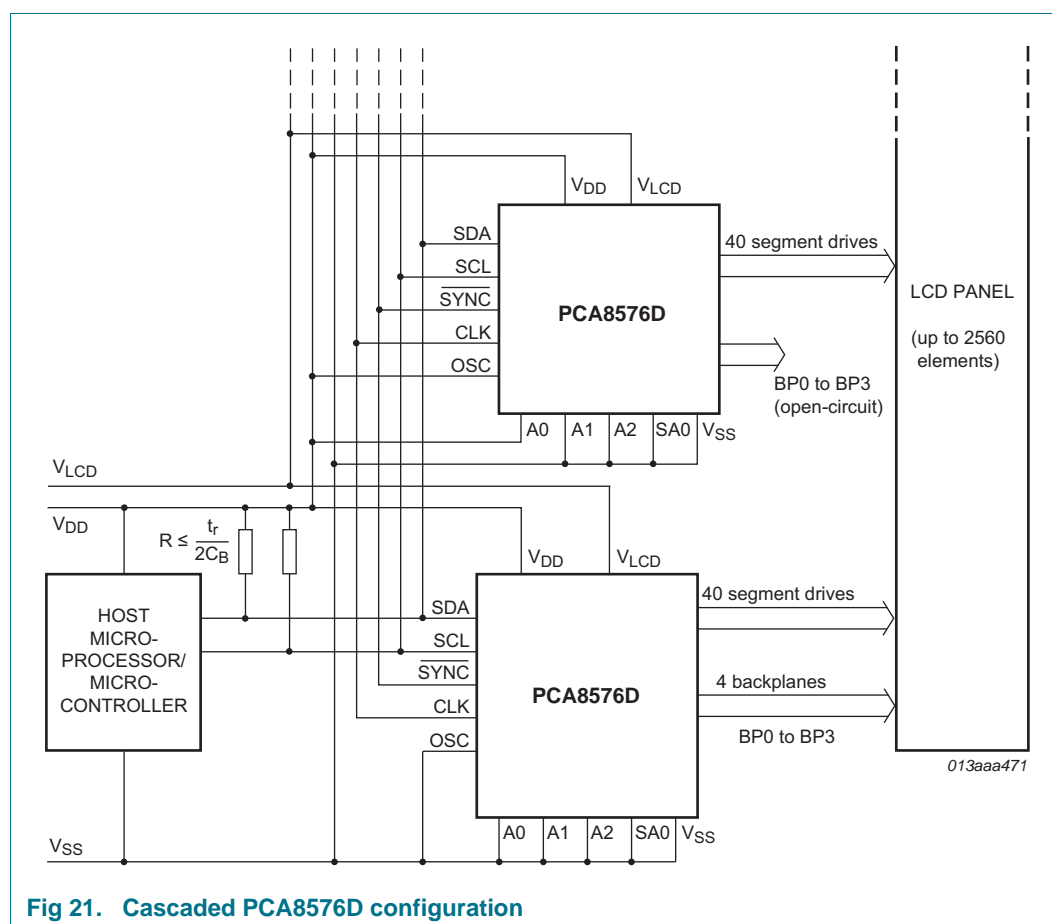 VDD
VLCD
SDA
SCL
SYNC
CLK
OSC
PCA8576D
40 segment drives
BP0 to BP3
(open-circuit)
A0
A1
A2
SA0
VSS
LCD PANEL
(up to 2560
elements)
VLCD
VDD
R ≤ tr
2CB
HOST
MICRO-
PROCESSOR/
MICRO-
CONTROLLER
VSS
VDD
VLCD
SDA
SCL
SYNC
CLK
OSC
PCA8576D
40 segment drives
4 backplanes
BP0 to BP3
A0
A1
A2
SA0
VSS
013aaa471
Fig 21. Cascaded PCA8576D configuration